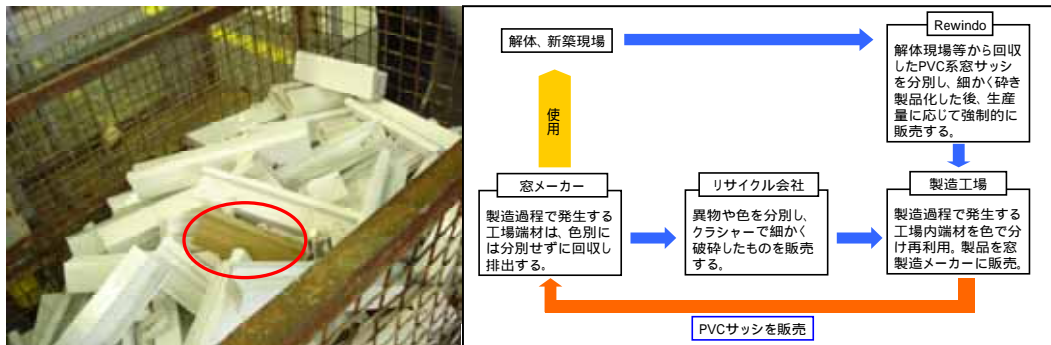 解体、新築現場
Rewindo
解体現場等から回収
したPVC系窓サッシ
を分別し、細かく砕き
製品化した後、生産
量に応じて強制的に
販売する。
使用
窓メーカー
製造過程で発生する
工場端材は、色別に
は分別せずに回収し
排出する。
リサイクル会社
異物や色を分別し、
クラシャーで細かく
破砕したものを販売
する。
製造工場
製造過程で発生する
工場内端材を色で分
け再利用。製品を窓
製造メーカーに販売。
PVCサッシを販売